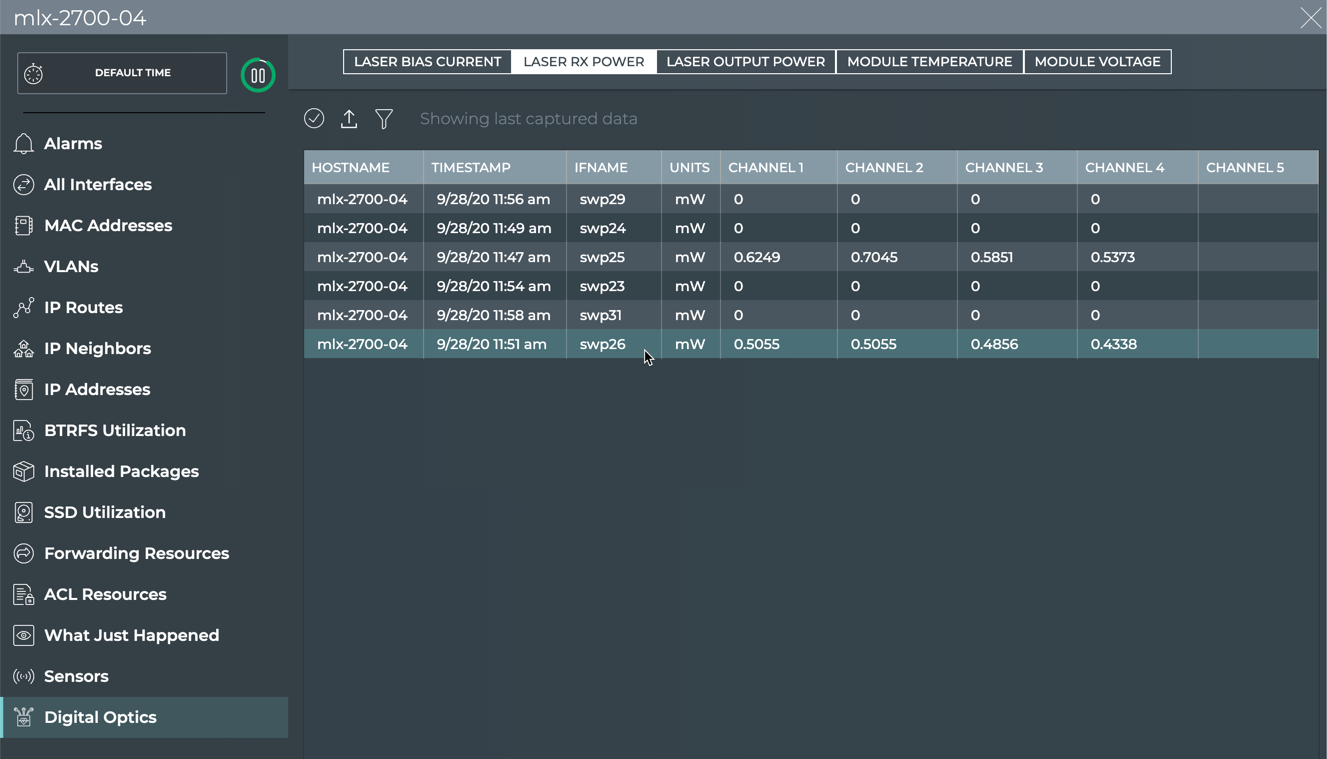 mlx-2700-04
DEFAULT TIME
Alarms
All Interfaces
MAC Addresses
VLANs
IP Routes
IP Neighbors
IP Addresses
BTRFS Utilization
Installed Packages
SSD Utilization
Forwarding Resources
ACL Resources
What Just Happened
Sensors
Digital Optics
LASER BIAS CURRENT LASER RX POWER LASER OUTPUT POWER MODULE TEMPERATURE MODULE VOLTAGE
Showing last captured data
HOSTNAME TIMESTAMP IFNAME UNITS CHANNEL 1 CHANNEL 2 CHANNEL 3 CHANNEL 4 CHANNEL 5
mlx-2700-04 9/28/20 11:56 am swp29 mW 0 0 0 0
mlx-2700-04 9/28/20 11:49 am swp24 mW 0 0 0 0
mlx-2700-04 9/28/20 11:47 am swp25 mW 0.6249 0.7045 0.5851 0.5373
mlx-2700-04 9/28/20 11:54 am swp23 mW 0 0 0 0
mlx-2700-04 9/28/20 11:58 am swp31 mW 0 0 0 0
mlx-2700-04 9/28/20 11:51 am swp26 mW 0.5055 0.5055 0.4856 0.4338